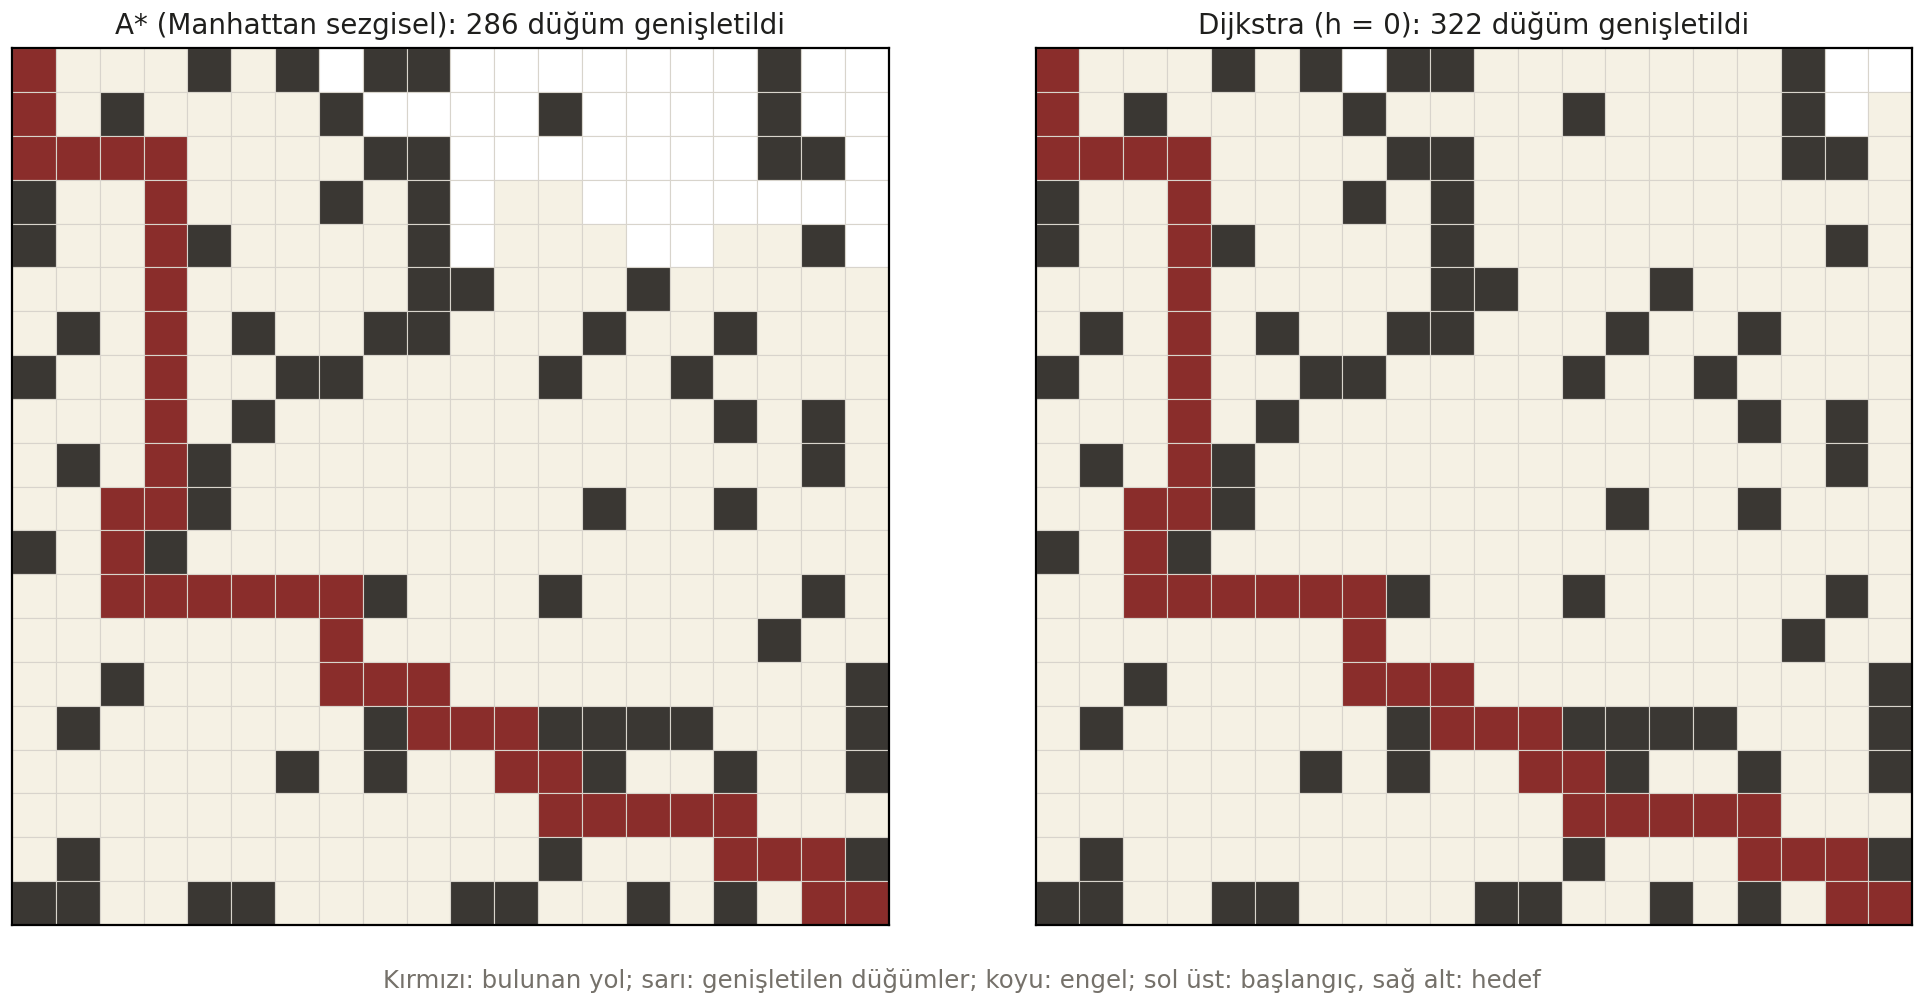 A* (Manhattan sezgisel): 286 düğüm genişletildi
Dijkstra (h = 0): 322 düğüm genişletildi
Kırmızı: bulunan yol; sarı: genişletilen düğümler; koyu: engel; sol üst: başlangıç, sağ alt: hedef